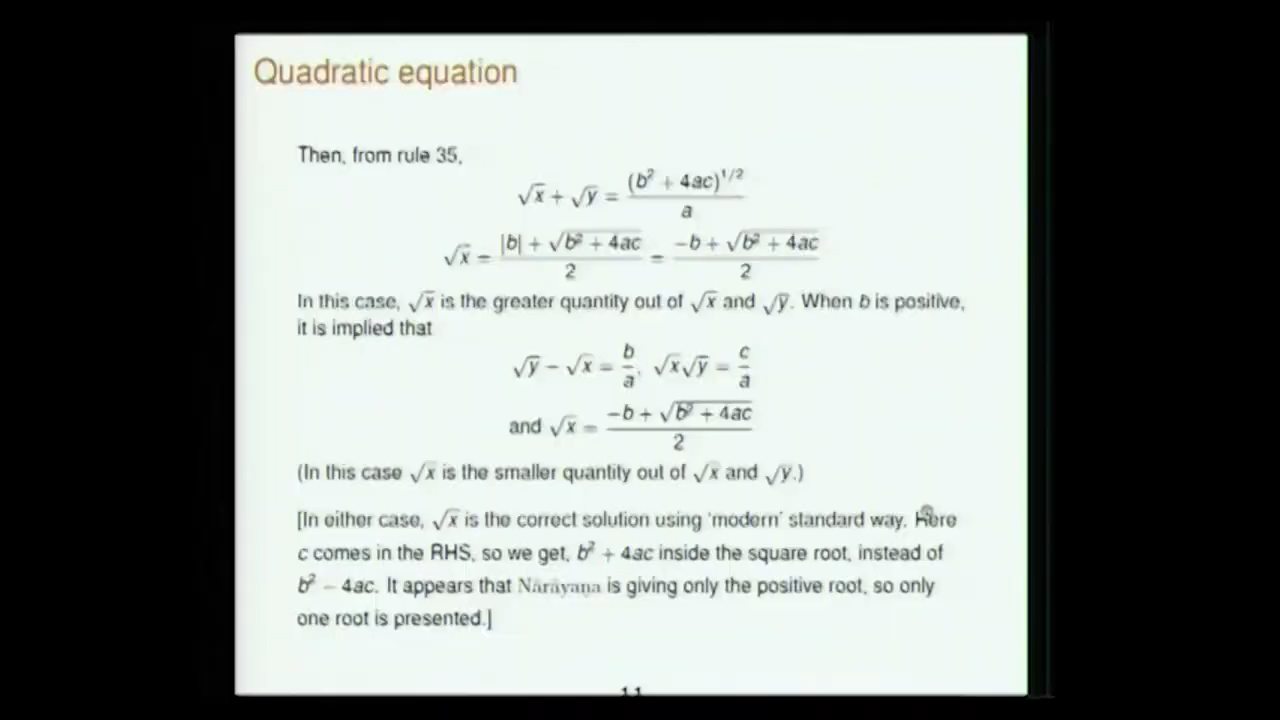 Quadratic equation
Then, from rule 35,
√x + √y = (b² + 4ac)^1/2 / a
√x = |b| + √b² + 4ac / 2 = −b + √b² + 4ac / 2
In this case, √x is the greater quantity out of √x and √y. When b is positive,
it is implied that
√y − √x = b/a, √x√y = c/a
and √x = −b + √b² + 4ac / 2
(In this case √x is the smaller quantity out of √x and √y.)
[In either case, √x is the correct solution using 'modern' standard way. Here
c comes in the RHS, so we get, b² + 4ac inside the square root, instead of
b² − 4ac. It appears that Nārāyaṇa is giving only the positive root, so only
one root is presented.]